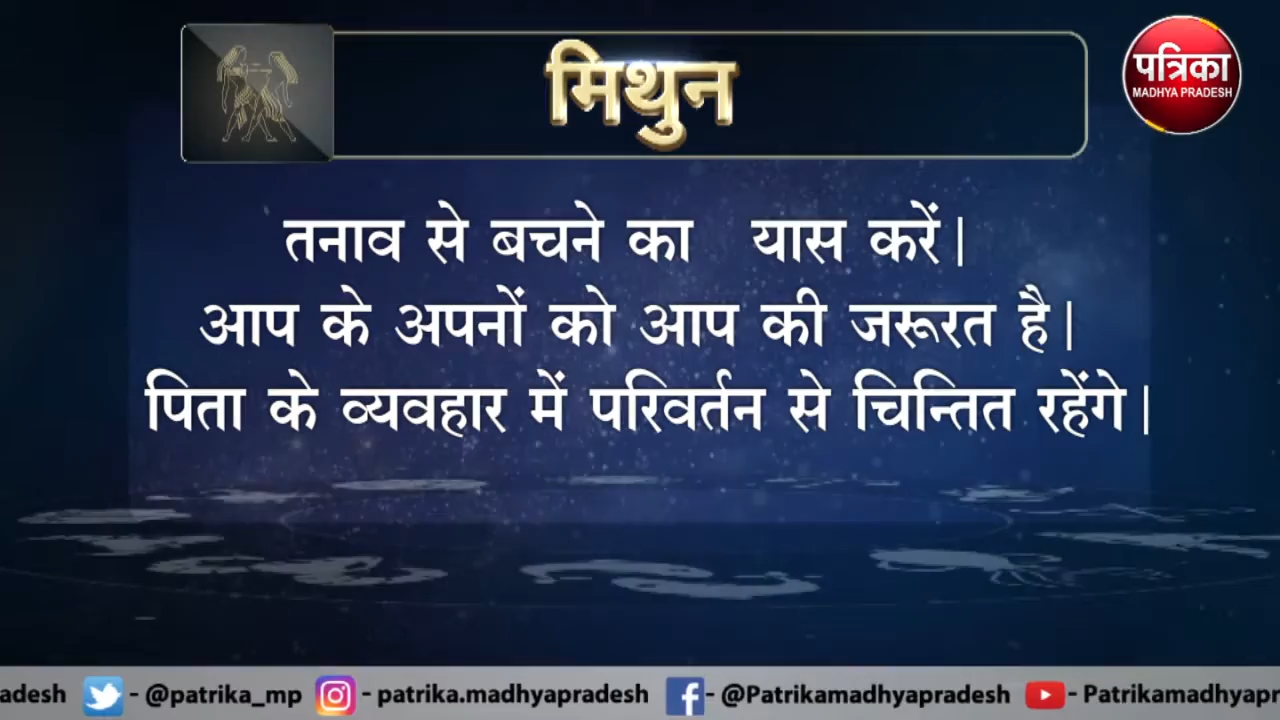 मिथुन
पत्रिका
MADHYA PRADESH
तनाव से बचने का यास करें|
आप के अपनों को आप की जरूरत है|
पिता के व्यवहार में परिवर्तन से चिन्तित रहेंगे|
adesh - @patrika_mp - patrika.madhyapradesh - @Patrikamadhyapradesh - Patrikamadhyapr